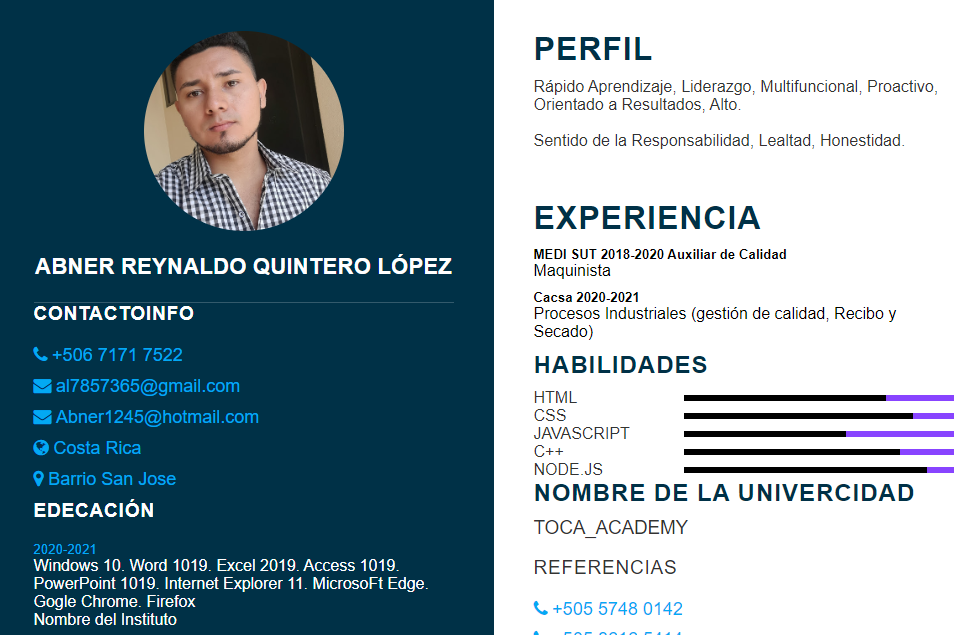 ABNER REYNALDO QUINTERO LÓPEZ
CONTACTOINFO
+506 7171 7522
al7857365@gmail.com
Abner1245@hotmail.com
Costa Rica
Barrio San Jose
EDECACIÓN
2020-2021
Windows 10. Word 1019. Excel 2019. Access 1019.
PowerPoint 1019. Internet Explorer 11. MicrosoFt Edge.
Gogle Chrome. Firefox
Nombre del Instituto
PERFIL
Rápido Aprendizaje, Liderazgo, Multifuncional, Proactivo,
Orientado a Resultados, Alto.
Sentido de la Responsabilidad, Lealtad, Honestidad.
EXPERIENCIA
MEDI SUT 2018-2020 Auxiliar de Calidad
Maquinista
Cacsa 2020-2021
Procesos Industriales (gestión de calidad, Recibo y
Secado)
HABILIDADES
HTML
CSS
JAVASCRIPT
C++
NODE.JS
NOMBRE DE LA UNIVERCIDAD
TOCA_ACADEMY
REFERENCIAS
+505 5748 0142